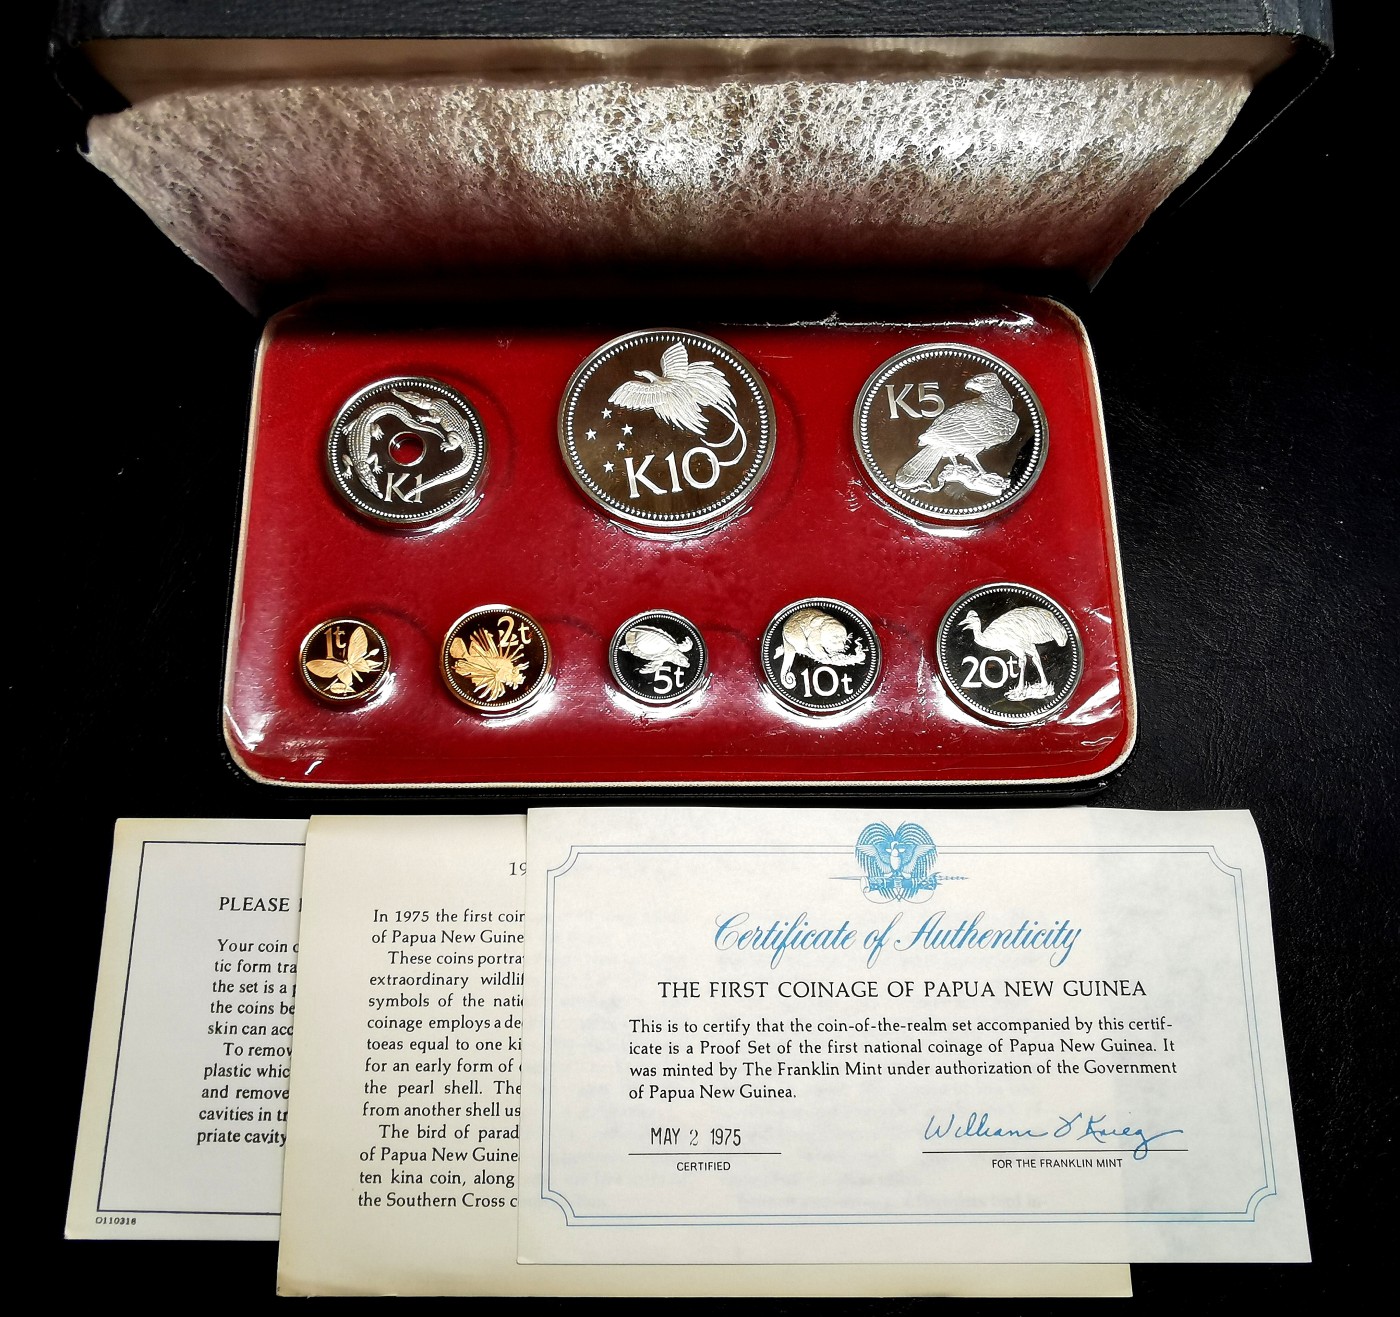 K1
K10
K5
1t
2t
5t
10t
20t
PLEASE
Your coin
tic form tra
the set is a
the coins be
skin can acc
To remov
plastic whic
and remove
cavities in tr
priate cavity
0110318
19
In 1975 the first coin
of Papua New Guine
These coins portra
extraordinary wildlif
symbols of the natio
coinage employs a de
toeas equal to one ki
for an early form of
the pearl shell. The
from another shell us
The bird of parad
of Papua New Guine
ten kina coin, along
the Southern Cross c
Certificate of Authenticity
THE FIRST COINAGE OF PAPUA NEW GUINEA
This is to certify that the coin-of-the-realm set accompanied by this certif-
icate is a Proof Set of the first national coinage of Papua New Guinea. It
was minted by The Franklin Mint under authorization of the Government
of Papua New Guinea.
MAY 2 1975
CERTIFIED
William Krieg
FOR THE FRANKLIN MINT